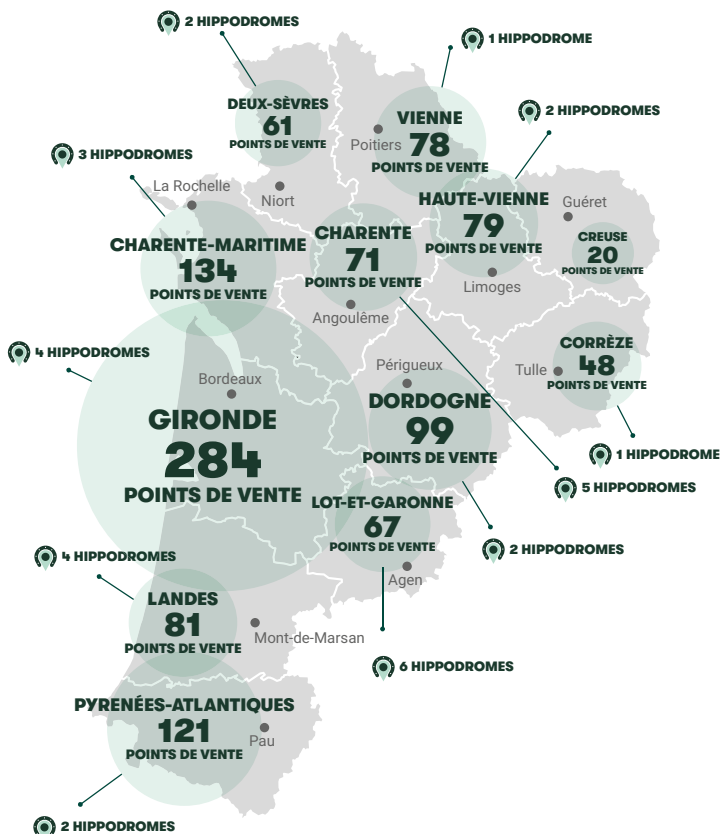 2 HIPPODROMES
1 HIPPODROME
DEUX-SÈVRES
61
POINTS DE VENTE
VIENNE
Poitiers
78
POINTS DE VENTE
2 HIPPODROMES
3 HIPPODROMES
La Rochelle
Niort
HAUTE-VIENNE
79
POINTS DE VENTE
Limoges
Guéret
CREUSE
20
POINTS DE VENTE
CHARENTE-MARITIME
134
POINTS DE VENTE
CHARENTE
71
POINTS DE VENTE
Angoulême
4 HIPPODROMES
Bordeaux
GIRONDE
284
POINTS DE VENTE
Périgueux
DORDOGNE
99
POINTS DE VENTE
CORRÈZE
Tulle
48
POINTS DE VENTE
1 HIPPODROME
5 HIPPODROMES
LOT-ET-GARONNE
67
POINTS DE VENTE
Agen
2 HIPPODROMES
4 HIPPODROMES
LANDES
81
POINTS DE VENTE
Mont-de-Marsan
6 HIPPODROMES
PYRENÉES-ATLANTIQUES
121
POINTS DE VENTE
Pau
2 HIPPODROMES